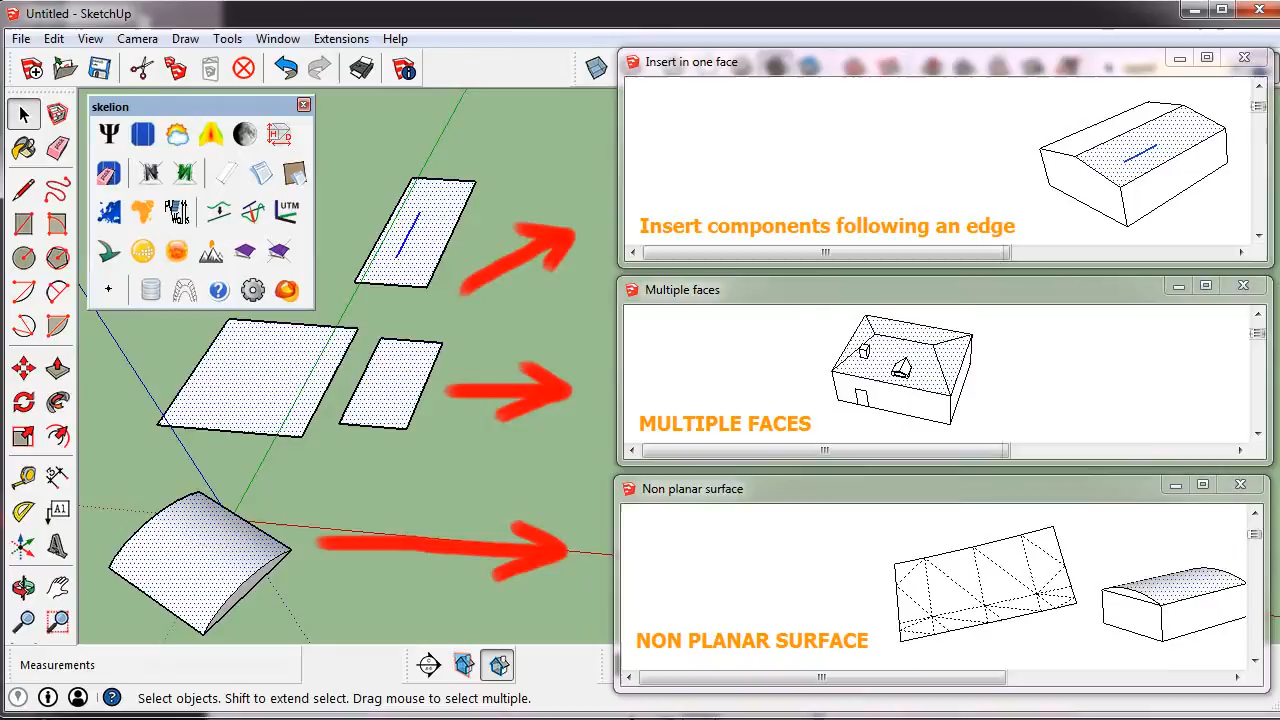 Untitled - SketchUp
File Edit View Camera Draw Tools Window Extensions Help
skelion
H D
N N
UTM
A1
Insert in one face
Insert components following an edge
Multiple faces
MULTIPLE FACES
Non planar surface
NON PLANAR SURFACE
Measurements
Select objects. Shift to extend select. Drag mouse to select multiple.